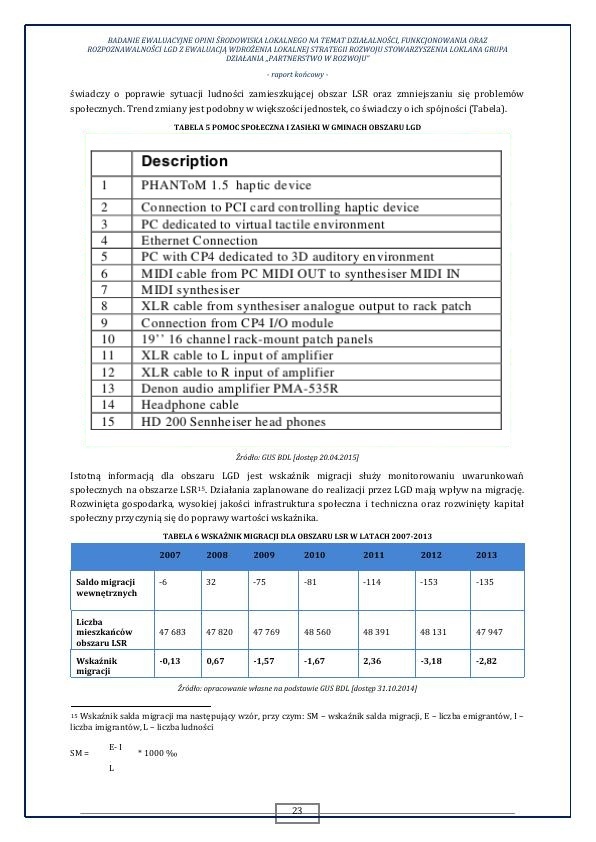 BADANIE EWALUACYJNE OPINI ŚRODOWISKA LOKALNEGO NA TEMAT DZIAŁALNOŚCI, FUNKCJONOWANIA ORAZ
ROZPOZNAWALNOŚCI LGD Z EWALUACJĄ WDROŻENIA LOKALNEJ STRATEGII ROZWOJU STOWARZYSZENIA LOKLANA GRUPA
DZIAŁANIA „PARTNERSTWO W ROZWOJU”
- raport końcowy -
świadczy o poprawie sytuacji ludności zamieszkującej obszar LSR oraz zmniejszaniu się problemów
społecznych. Trend zmiany jest podobny w większości jednostek, co świadczy o ich spójności (Tabela).
TABELA 5 POMOC SPOŁECZNA I ZASIŁKI W GMINACH OBSZARU LGD
Description
1 PHANToM 1.5 haptic device
2 Connection to PCI card controlling haptic device
3 PC dedicated to virtual tactile environment
4 Ethernet Connection
5 PC with CP4 dedicated to 3D auditory environment
6 MIDI cable from PC MIDI OUT to synthesiser MIDI IN
7 MIDI synthesiser
8 XLR cable from synthesiser analogue output to rack patch
9 Connection from CP4 I/O module
10 19’’ 16 channel rack-mount patch panels
11 XLR cable to L input of amplifier
12 XLR cable to R input of amplifier
13 Denon audio amplifier PMA-535R
14 Headphone cable
15 HD 200 Sennheiser head phones
Źródło: GUS BDL [dostęp 20.04.2015]
Istotną informacją dla obszaru LGD jest wskaźnik migracji służy monitorowaniu uwarunkowań
społecznych na obszarze LSR15. Działania zaplanowane do realizacji przez LGD mają wpływ na migrację.
Rozwinięta gospodarka, wysokiej jakości infrastruktura społeczna i techniczna oraz rozwinięty kapitał
społeczny przyczynią się do poprawy wartości wskaźnika.
TABELA 6 WSKAŹNIK MIGRACJI DLA OBSZARU LSR W LATACH 2007-2013
2007 2008 2009 2010 2011 2012 2013
Saldo migracji -6 32 -75 -81 -114 -153 -135
wewnętrznych
Liczba
mieszkańców 47 683 47 820 47 769 48 560 48 391 48 131 47 947
obszaru LSR
Wskaźnik -0,13 0,67 -1,57 -1,67 2,36 -3,18 -2,82
migracji
Źródło: opracowanie własne na podstawie GUS BDL [dostęp 31.10.2014]
15 Wskaźnik salda migracji ma następujący wzór, przy czym: SM – wskaźnik salda migracji, E – liczba emigrantów, I –
liczba imigrantów, L – liczba ludności
E- I
SM = * 1000 ‰
L
23